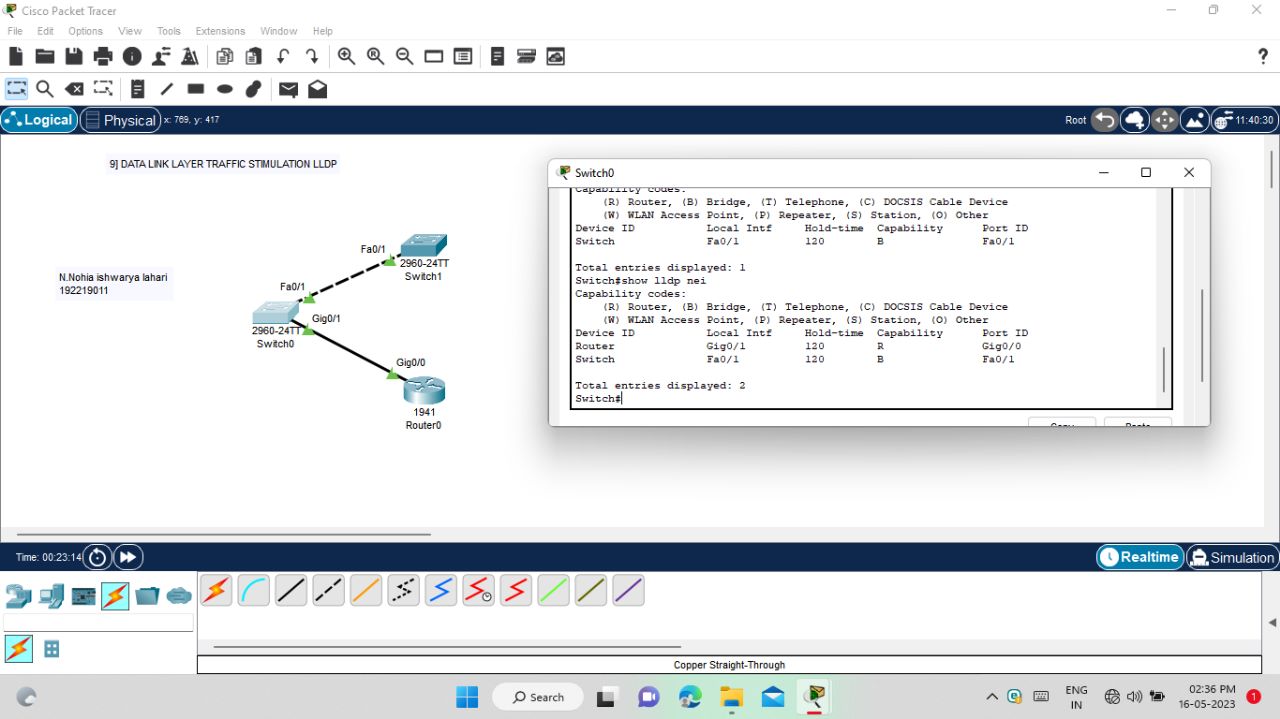 Cisco Packet Tracer
File Edit Options View Tools Extensions Window Help
Logical Physical x: 769, y: 417 Root 11:40:30
9] DATA LINK LAYER TRAFFIC STIMULATION LLDP
Fa0/1
2960-24TT
Switch1
N.Nohia ishwarya lahari
192219011
Fa0/1
Gig0/1
2960-24TT
Switch0
Gig0/0
1941
Router0
Switch0
Capability codes:
(R) Router, (B) Bridge, (T) Telephone, (C) DOCSIS Cable Device
(W) WLAN Access Point, (P) Repeater, (S) Station, (O) Other
Device ID Local Intf Hold-time Capability Port ID
Switch Fa0/1 120 B Fa0/1
Total entries displayed: 1
Switch#show lldp nei
Capability codes:
(R) Router, (B) Bridge, (T) Telephone, (C) DOCSIS Cable Device
(W) WLAN Access Point, (P) Repeater, (S) Station, (O) Other
Device ID Local Intf Hold-time Capability Port ID
Router Gig0/1 120 R Gig0/0
Switch Fa0/1 120 B Fa0/1
Total entries displayed: 2
Switch#
Copy Paste
Time: 00:23:14 Realtime Simulation
Copper Straight-Through
Search
ENG
IN
02:36 PM
16-05-2023
1